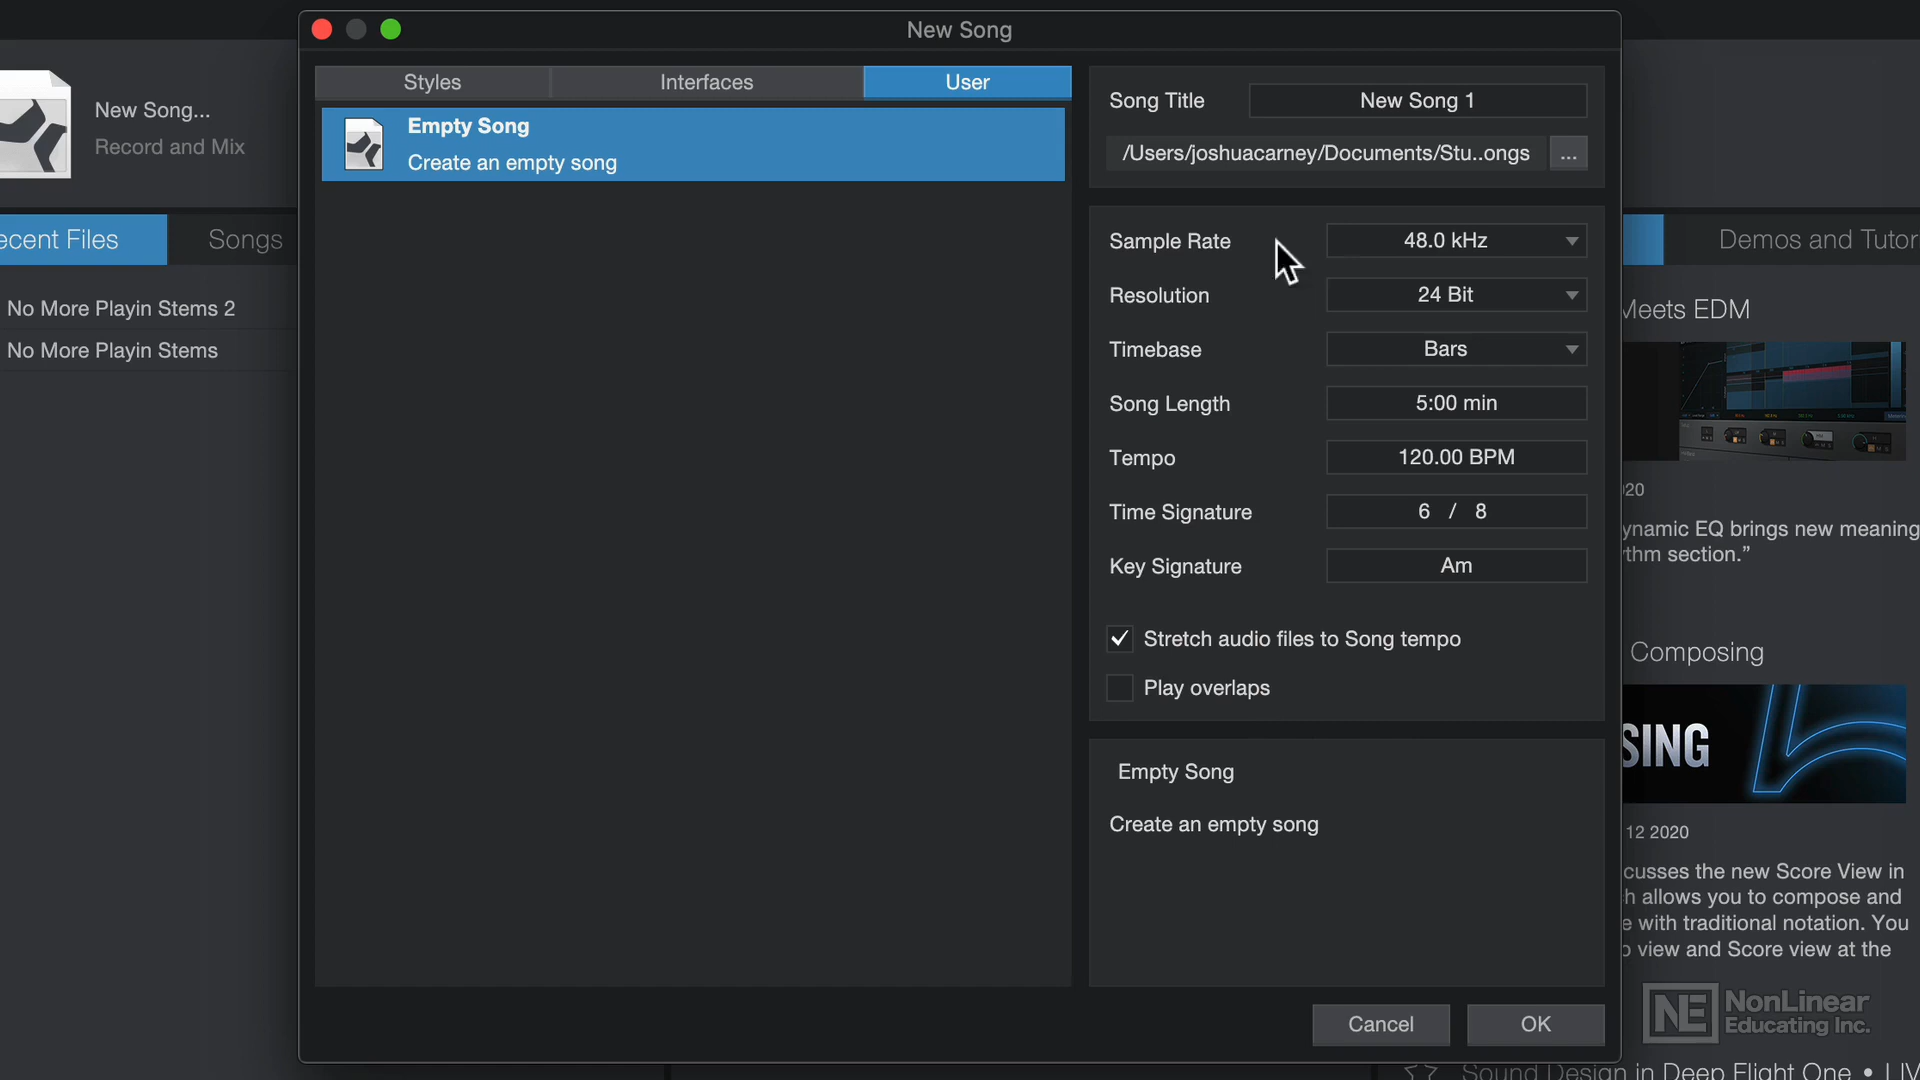 New Song
Styles
Interfaces
User
Empty Song
Create an empty song
Song Title
New Song 1
/Users/joshuacarney/Documents/Stu..ongs
...
Sample Rate
48.0 kHz
Resolution
24 Bit
Timebase
Bars
Song Length
5:00 min
Tempo
120.00 BPM
Time Signature
6 / 8
Key Signature
Am
Stretch audio files to Song tempo
Play overlaps
Empty Song
Create an empty song
Cancel
OK
New Song...
Record and Mix
ecent Files
Songs
No More Playin Stems 2
No More Playin Stems
Demos and Tutor
Meets EDM
20
ynamic EQ brings new meaning
thm section.”
Composing
SING
12 2020
cusses the new Score View in
h allows you to compose and
e with traditional notation. You
view and Score view at the
NE NonLinear
Educating Inc.
Sound Design in Deep Flight One • LIV